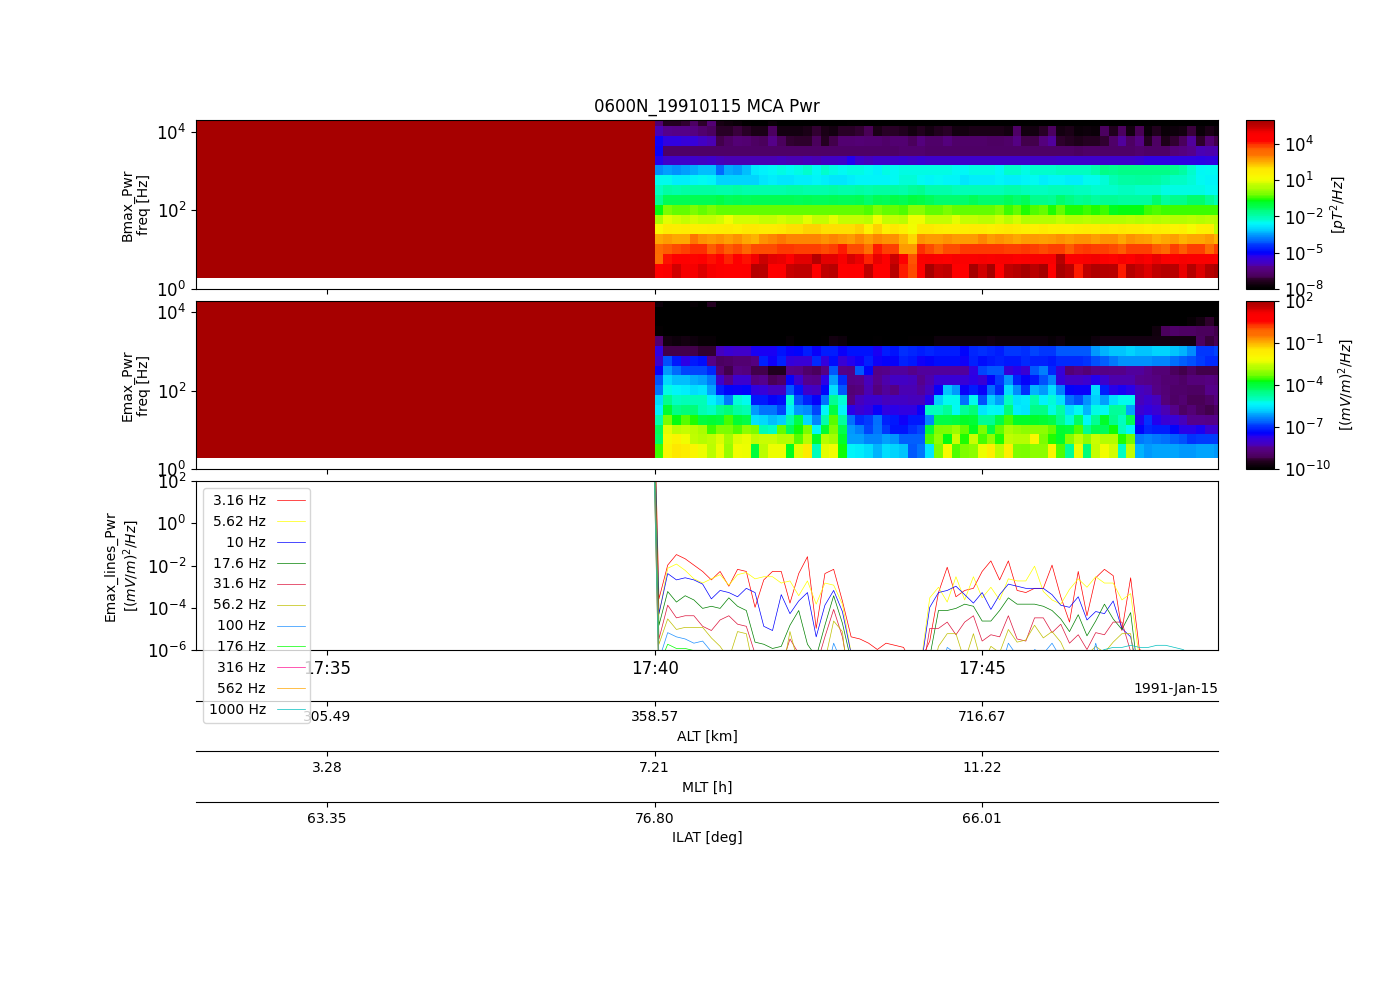 0600N_19910115 MCA Pwr
Bmax_Pwr
freq [Hz]
10^4
10^2
10^0
10^4
10^1
10^-2
10^-5
10^-8
[pT^2/Hz]
Emax_Pwr
freq [Hz]
10^4
10^2
10^0
10^2
10^-1
10^-4
10^-7
10^-10
[(mV/m)^2/Hz]
Emax_lines_Pwr
[(mV/m)^2/Hz]
10^2
10^0
10^-2
10^-4
10^-6
3.16 Hz
5.62 Hz
10 Hz
17.6 Hz
31.6 Hz
56.2 Hz
100 Hz
176 Hz
316 Hz
562 Hz
1000 Hz
17:35 17:40 17:45
1991-Jan-15
305.49 358.57 716.67
ALT [km]
3.28 7.21 11.22
MLT [h]
63.35 76.80 66.01
ILAT [deg]